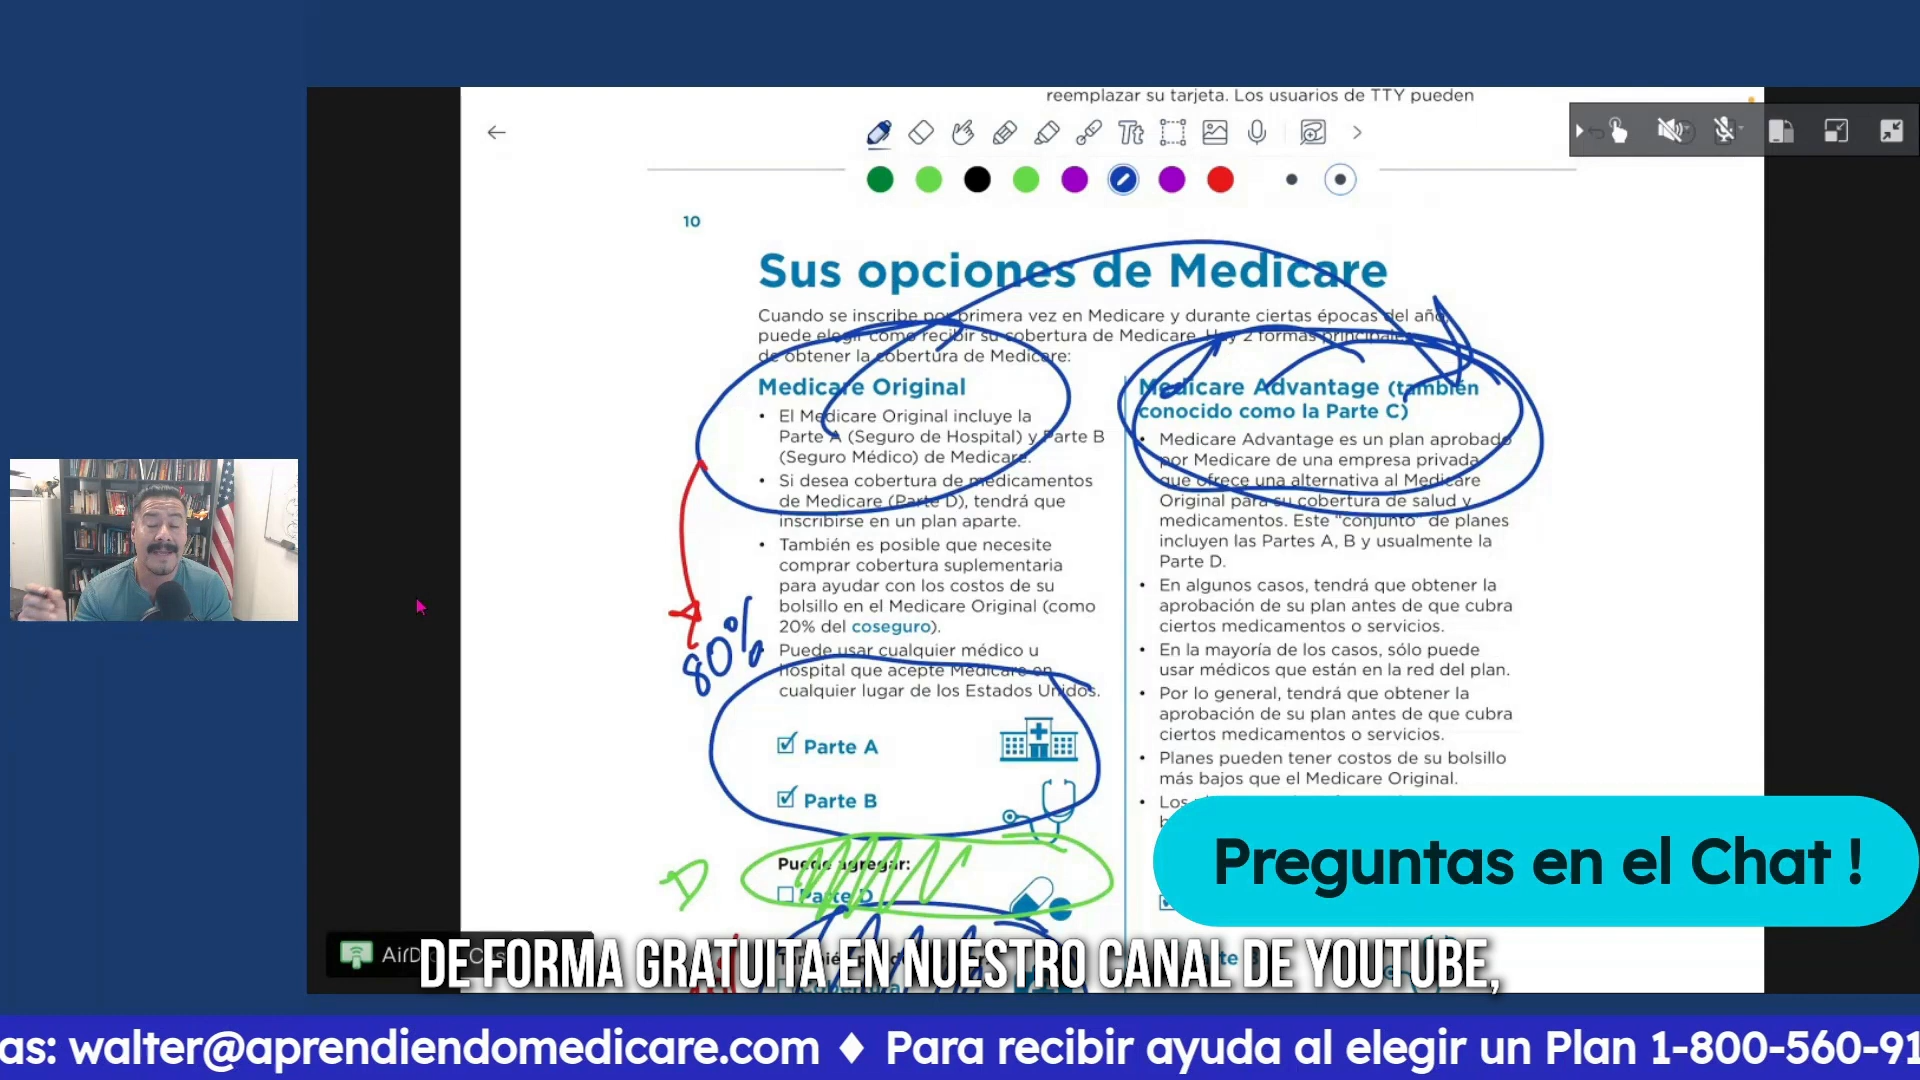 reemplazar su tarjeta. Los usuarios de TTY pueden
Tt
10
Sus opciones de Medicare
Cuando se inscribe por primera vez en Medicare y durante ciertas épocas del año,
puede elegir cómo recibir su cobertura de Medicare. Hay 2 formas principales
de obtener la cobertura de Medicare:
Medicare Original
• El Medicare Original incluye la
Parte A (Seguro de Hospital) y Parte B
(Seguro Médico) de Medicare.
• Si desea cobertura de medicamentos
de Medicare (Parte D), tendrá que
inscribirse en un plan aparte.
• También es posible que necesite
comprar cobertura suplementaria
para ayudar con los costos de su
bolsillo en el Medicare Original (como
20% del coseguro).
80%
Puede usar cualquier médico u
hospital que acepte Medicare en
cualquier lugar de los Estados Unidos.
Parte A
Parte B
Puede agregar:
D
Parte D
Cobertura
Medicare Advantage (también
conocido como la Parte C)
• Medicare Advantage es un plan aprobado
por Medicare de una empresa privada
que ofrece una alternativa al Medicare
Original para su cobertura de salud y
medicamentos. Este "conjunto" de planes
incluyen las Partes A, B y usualmente la
Parte D.
• En algunos casos, tendrá que obtener la
aprobación de su plan antes de que cubra
ciertos medicamentos o servicios.
• En la mayoría de los casos, sólo puede
usar médicos que están en la red del plan.
• Por lo general, tendrá que obtener la
aprobación de su plan antes de que cubra
ciertos medicamentos o servicios.
• Planes pueden tener costos de su bolsillo
más bajos que el Medicare Original.
• Los
Preguntas en el Chat !
DE FORMA GRATUITA EN NUESTRO CANAL DE YOUTUBE,
as: walter@aprendiendomedicare.com ♦ Para recibir ayuda al elegir un Plan 1-800-560-91